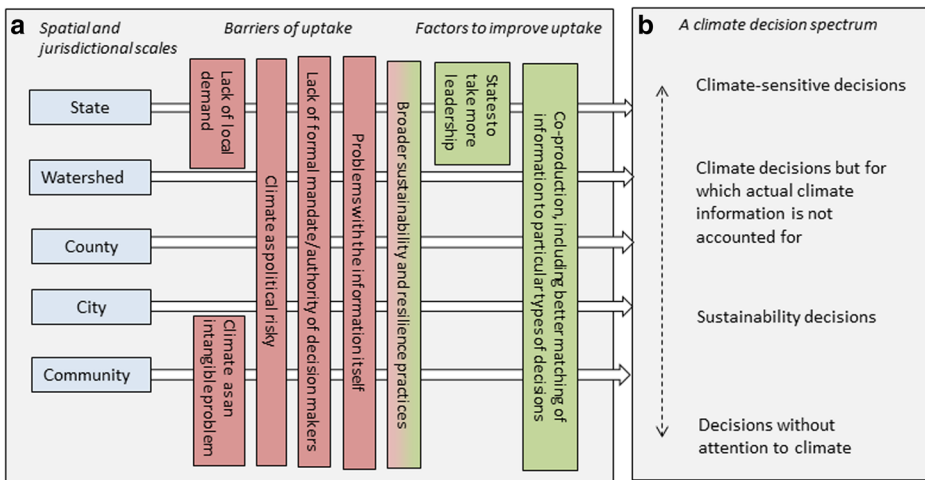 a
Spatial and
jurisdictional scales
Barriers of uptake
Factors to improve uptake
State
Watershed
County
City
Community
Lack of local
demand
Climate as an
intangible problem
Climate as political risky
Lack of formal mandate/authority of decision makers
Problems with the information itself
Broader sustainability and resilience practices
States to
take more
leadership
Co-production, including better matching of
information to particular types of decisions
b
A climate decision spectrum
Climate-sensitive decisions
Climate decisions but for
which actual climate
information is not
accounted for
Sustainability decisions
Decisions without
attention to climate